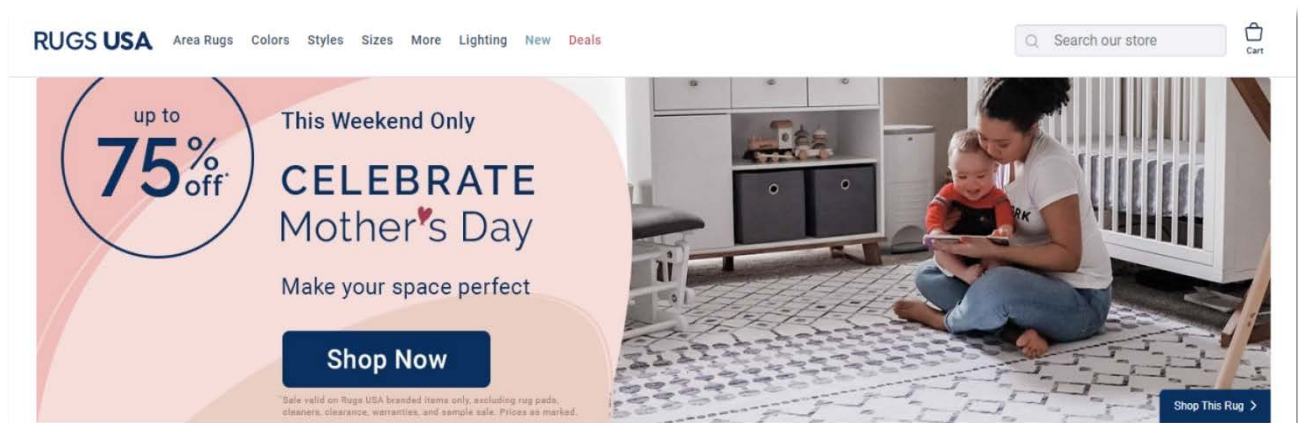 RUGS USA
Area Rugs Colors Styles Sizes More Lighting New Deals
Search our store
Cart
up to
75% off*
This Weekend Only
CELEBRATE
Mother's Day
Make your space perfect
Shop Now
*Sale valid on Rugs USA branded items only, excluding rug pads,
cleaners, clearance, warranties, and sample sale. Prices as marked.
Shop This Rug >